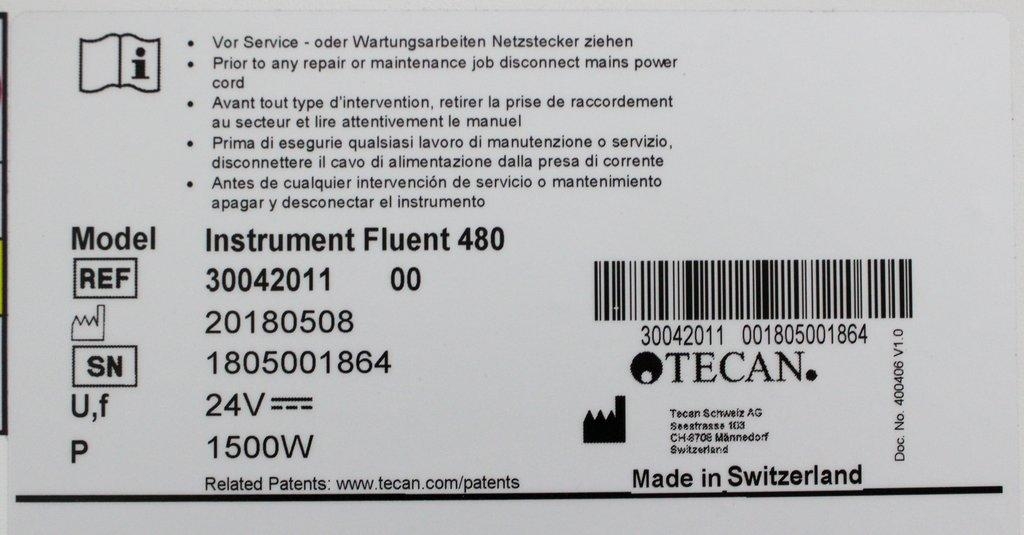 • Vor Service - oder Wartungsarbeiten Netzstecker ziehen
• Prior to any repair or maintenance job disconnect mains power
cord
• Avant tout type d'intervention, retirer la prise de raccordement
au secteur et lire attentivement le manuel
• Prima di esegurie qualsiasi lavoro di manutenzione o servizio,
disconnettere il cavo di alimentazione dalla presa di corrente
• Antes de cualquier intervención de servicio o mantenimiento
apagar y desconectar el instrumento
Model Instrument Fluent 480
REF 30042011 00
20180508
SN 1805001864
U,f 24V
P 1500W
Related Patents: www.tecan.com/patents
30042011 001805001864
TECAN.
Tecan Schweiz AG
Seestrasse 103
CH-8708 Männedorf
Switzerland
Made in Switzerland
Doc. No. 400406 V1.0